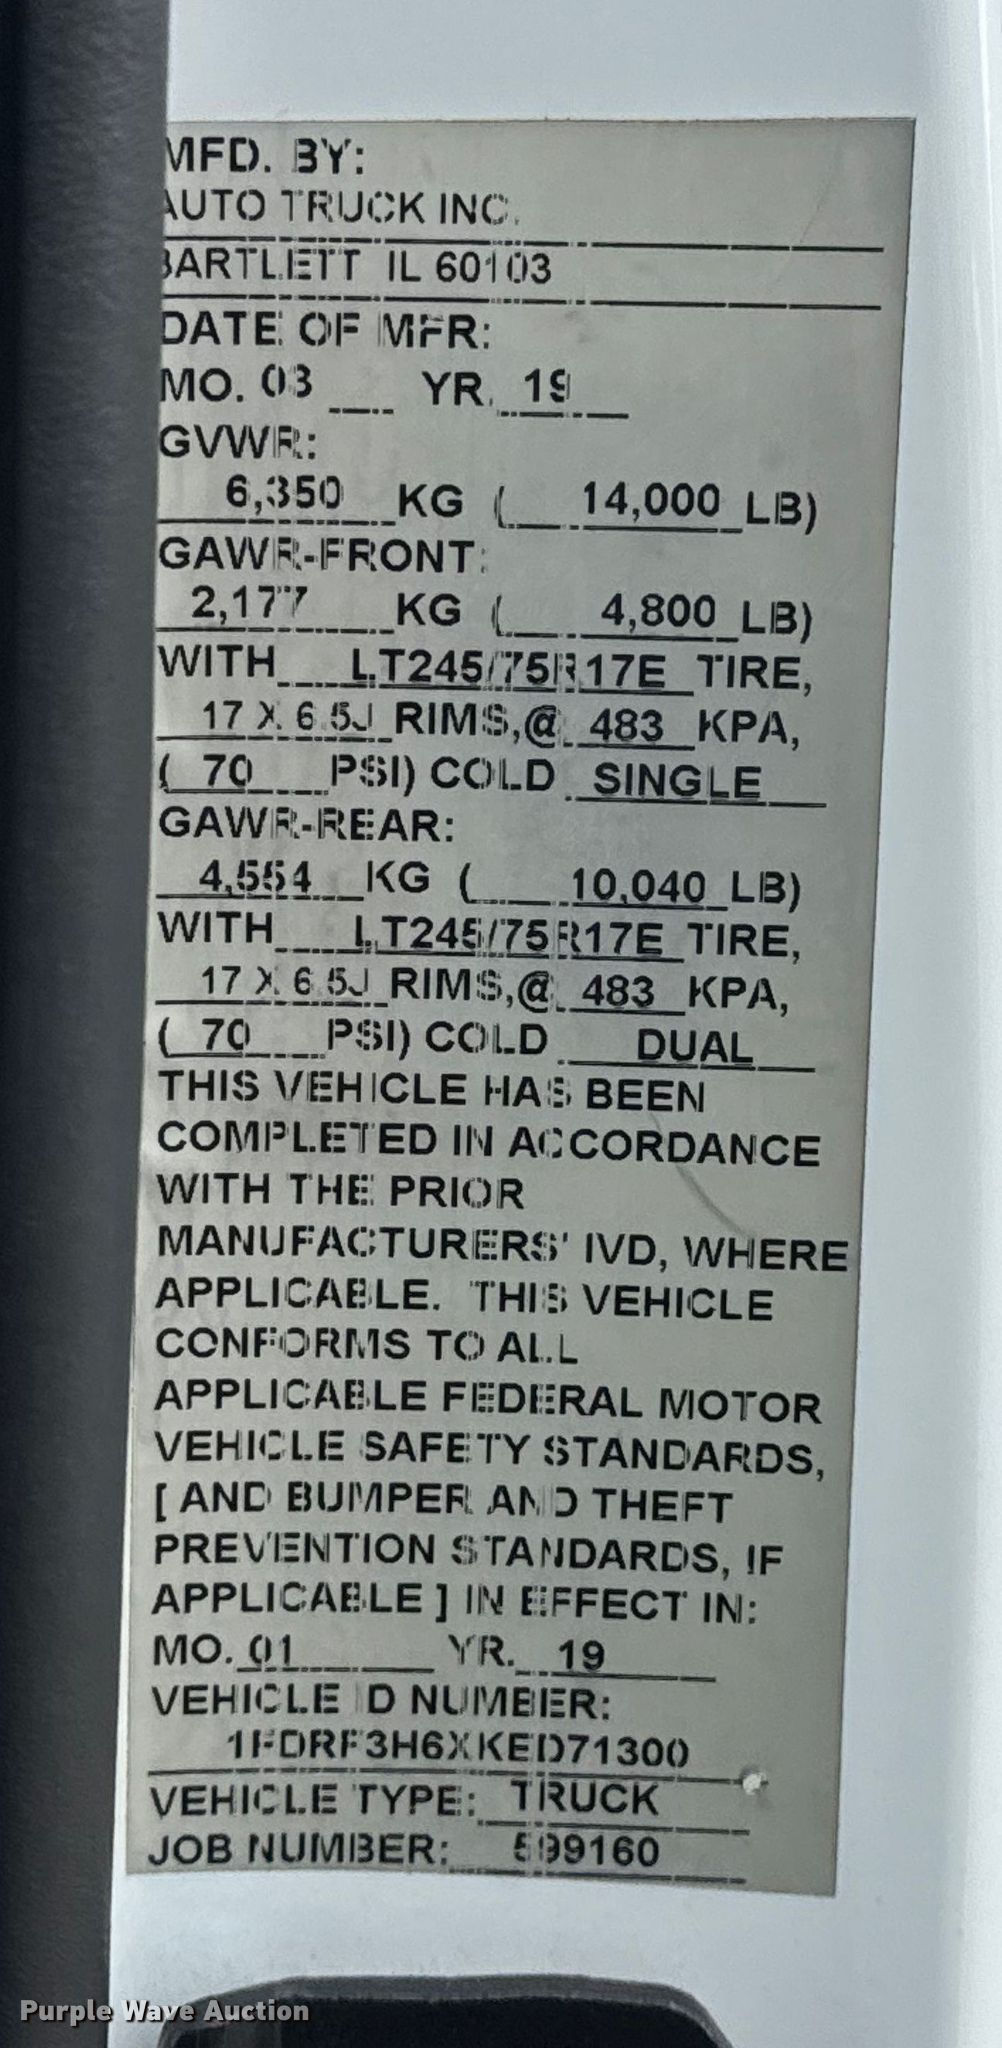 MFD. BY:
AUTO TRUCK INC.
BARTLETT IL 60103
DATE OF MFR:
MO. 03 YR. 19
GVWR:
6,350 KG ( 14,000 LB)
GAWR-FRONT:
2,177 KG ( 4,800 LB)
WITH LT245/75R17E TIRE,
17 X 6.5J RIMS,@ 483 KPA,
( 70 PSI) COLD SINGLE
GAWR-REAR:
4,554 KG ( 10,040 LB)
WITH LT245/75R17E TIRE,
17 X 6.5J RIMS,@ 483 KPA,
( 70 PSI) COLD DUAL
THIS VEHICLE HAS BEEN
COMPLETED IN ACCORDANCE
WITH THE PRIOR
MANUFACTURERS' IVD, WHERE
APPLICABLE. THIS VEHICLE
CONFORMS TO ALL
APPLICABLE FEDERAL MOTOR
VEHICLE SAFETY STANDARDS,
[ AND BUMPER AND THEFT
PREVENTION STANDARDS, IF
APPLICABLE ] IN EFFECT IN:
MO. 01 YR. 19
VEHICLE ID NUMBER:
1FDRF3H6XKED71300
VEHICLE TYPE: TRUCK
JOB NUMBER: 599160
Purple Wave Auction